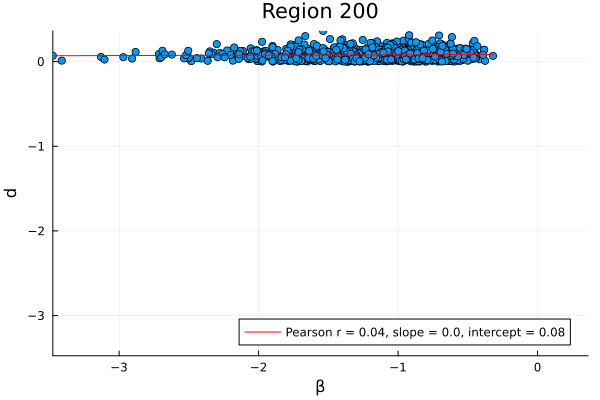 Region 200
0
−1
−2
−3
d
Pearson r = 0.04, slope = 0.0, intercept = 0.08
−3 −2 −1 0
β